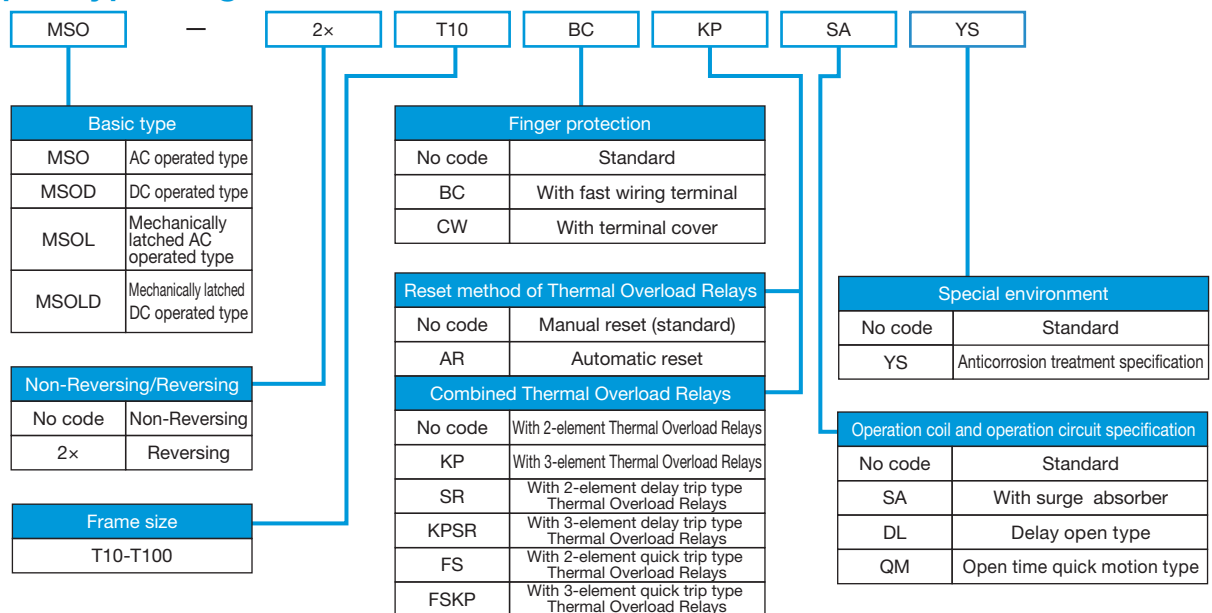 MSO — 2× T10 BC KP SA YS
Basic type
MSO AC operated type
MSOD DC operated type
MSOL Mechanically
latched AC
operated type
MSOLD Mechanically latched
DC operated type
Non-Reversing/Reversing
No code Non-Reversing
2× Reversing
Frame size
T10-T100
Finger protection
No code Standard
BC With fast wiring terminal
CW With terminal cover
Reset method of Thermal Overload Relays
No code Manual reset (standard)
AR Automatic reset
Combined Thermal Overload Relays
No code With 2-element Thermal Overload Relays
KP With 3-element Thermal Overload Relays
SR With 2-element delay trip type
Thermal Overload Relays
KPSR With 3-element delay trip type
Thermal Overload Relays
FS With 2-element quick trip type
Thermal Overload Relays
FSKP With 3-element quick trip type
Thermal Overload Relays
Special environment
No code Standard
YS Anticorrosion treatment specification
Operation coil and operation circuit specification
No code Standard
SA With surge absorber
DL Delay open type
QM Open time quick motion type